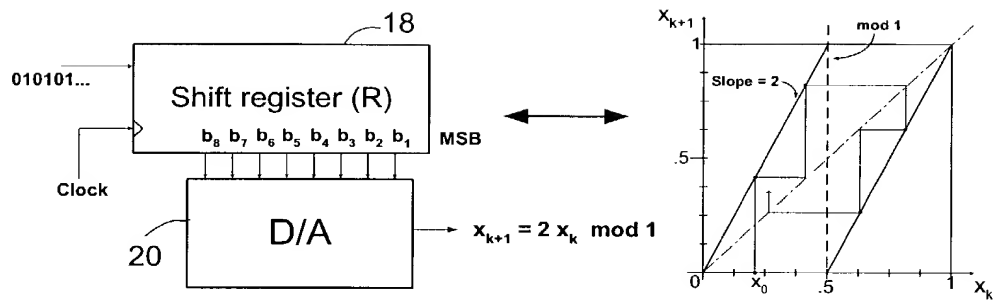 18
010101...
Shift register (R)
b8 b7 b6 b5 b4 b3 b2 b1 MSB
Clock
20
D/A
xk+1 = 2 xk mod 1
xk+1
1
mod 1
Slope = 2
.5
0
x0
.5
1
xk